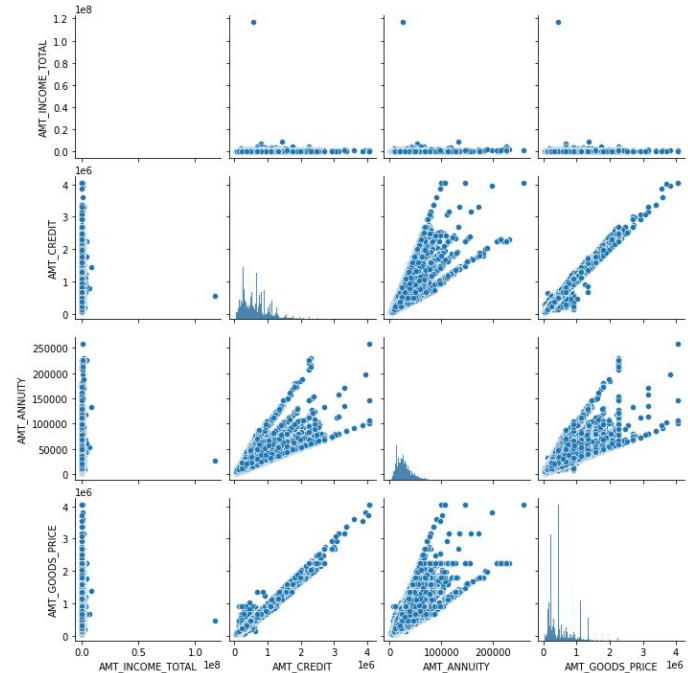 1e8
1.2
1.0
0.8
0.6
0.4
0.2
0.0
AMT_INCOME_TOTAL
1e6
4
3
2
1
0
AMT_CREDIT
250000
200000
150000
100000
50000
0
AMT_ANNUITY
1e6
4
3
2
1
0
AMT_GOODS_PRICE
0.0 0.5 1.0
1e8
AMT_INCOME_TOTAL
0 1 2 3 4
1e6
AMT_CREDIT
0 100000 200000
AMT_ANNUITY
0 2 4
1e6
AMT_GOODS_PRICE